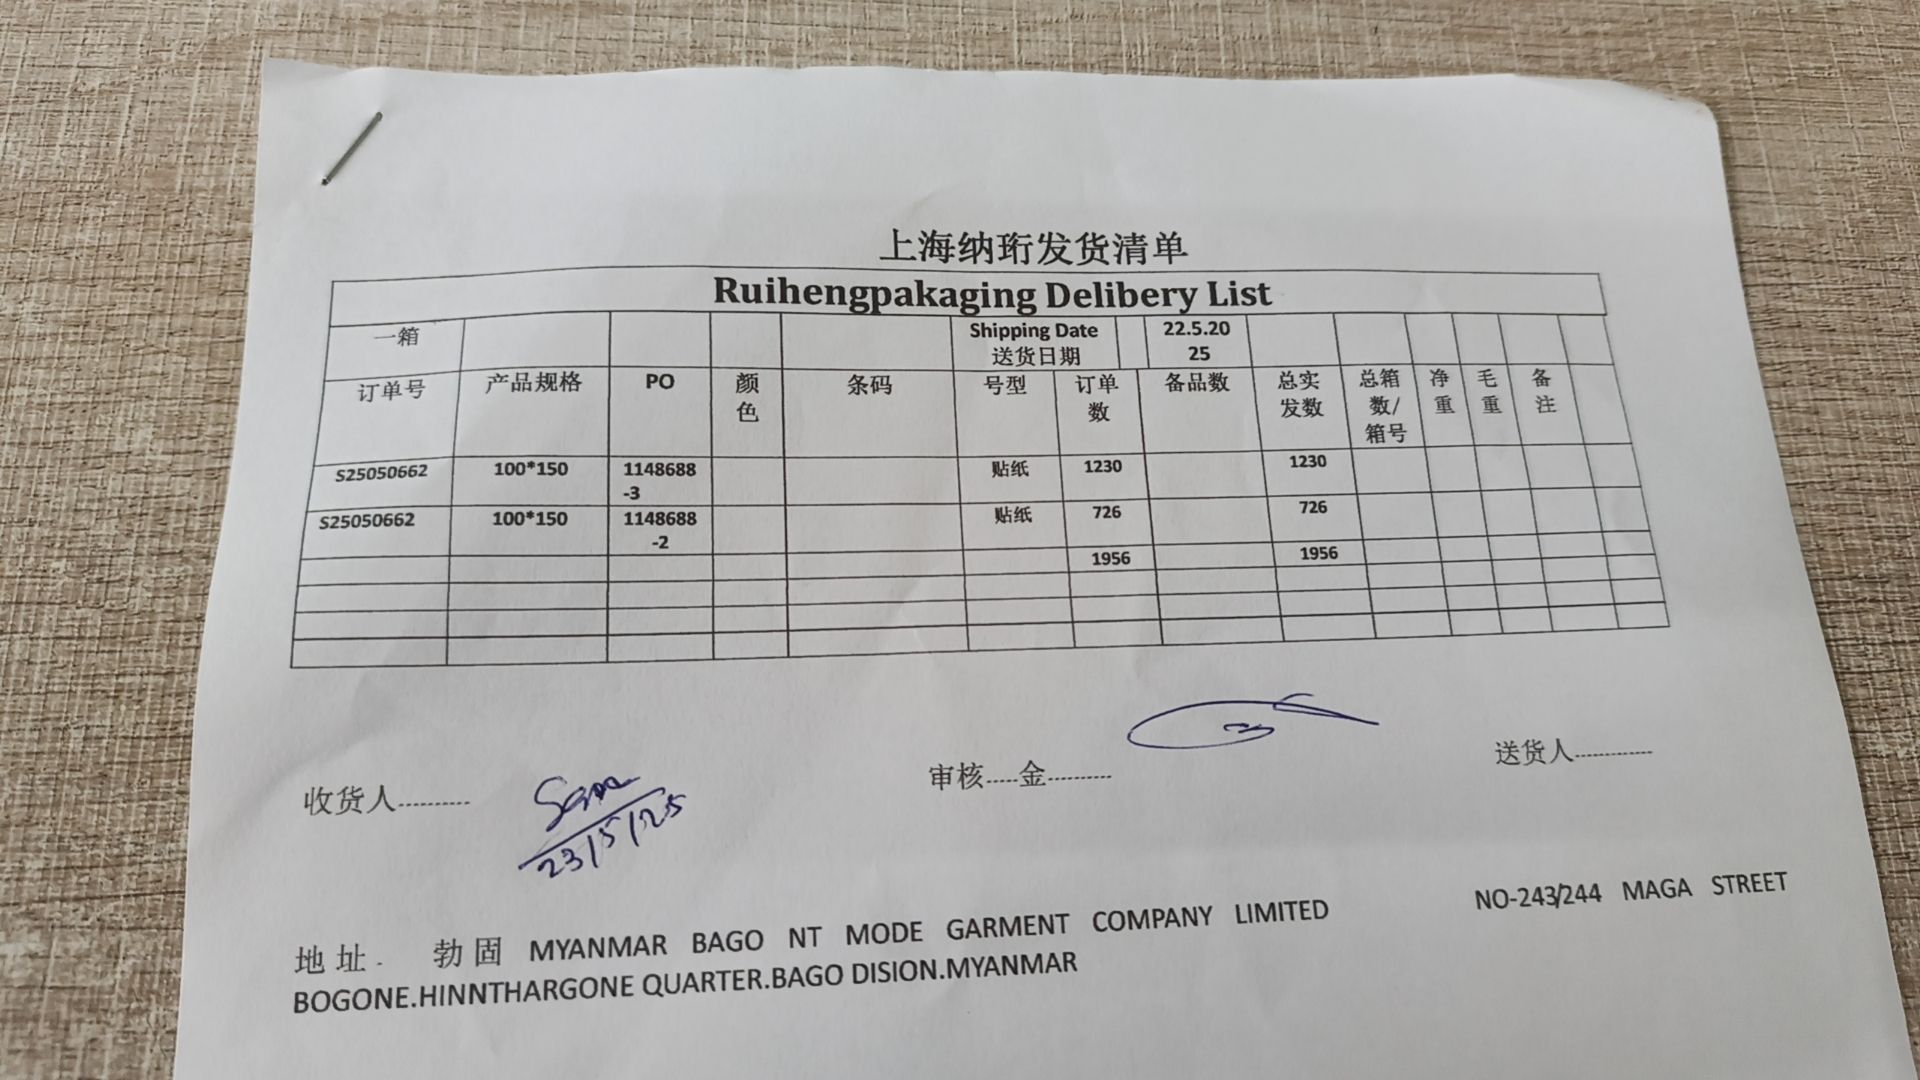 上海纳珩发货清单
Ruihengpakaging Delibery List
一箱 Shipping Date 送货日期 22.5.2025
订单号 产品规格 PO 颜色 条码 号型 订单数 备品数 总实发数 总箱数/箱号 净重 毛重 备注
S25050662 100*150 1148688-3 贴纸 1230 1230
S25050662 100*150 1148688-2 贴纸 726 726
1956 1956
收货人.......... 审核.....金.......... 送货人............
23/5/25
地址. 勃固 MYANMAR BAGO NT MODE GARMENT COMPANY LIMITED NO-243/244 MAGA STREET
BOGONE.HINNTHARGONE QUARTER.BAGO DISION.MYANMAR